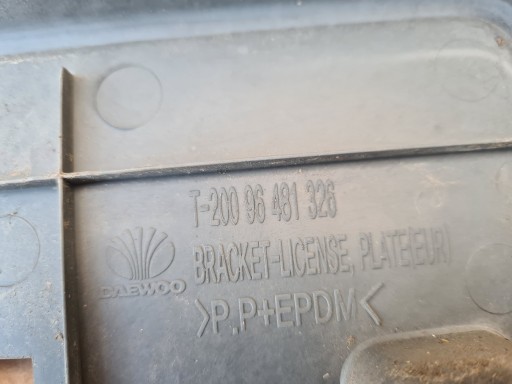 T-200 96 481 326
BRACKET-LICENSE, PLATE(EUR)
DAEWOO
>P.P+EPDM<